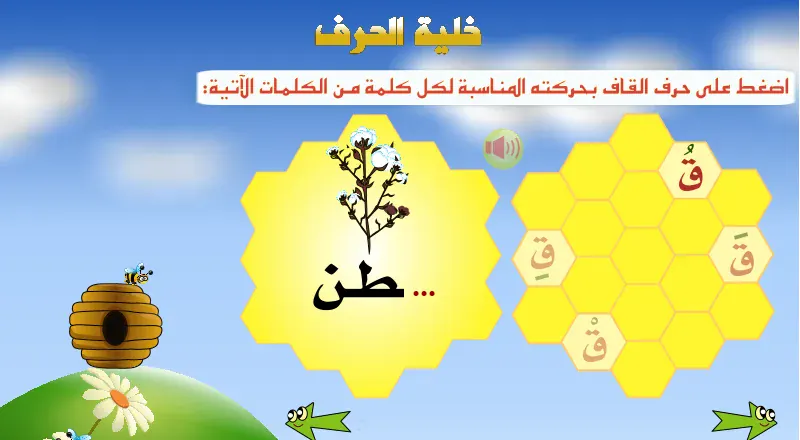 خلية الحرف
اضغط على حرف القاف بحركته المناسبة لكل كلمة من الكلمات الآتية:
... طن
قُ
قِ
قَ
قْ